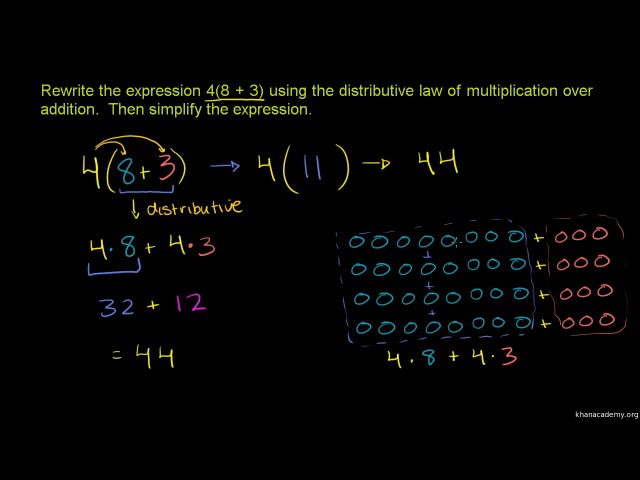 Rewrite the expression 4(8 + 3) using the distributive law of multiplication over
addition. Then simplify the expression.
4(8+3) → 4(11) → 44
↓ distributive
4·8 + 4·3
32 + 12
= 44
+
+
+
+
+
+
+
4·8 + 4·3
khanacademy.org